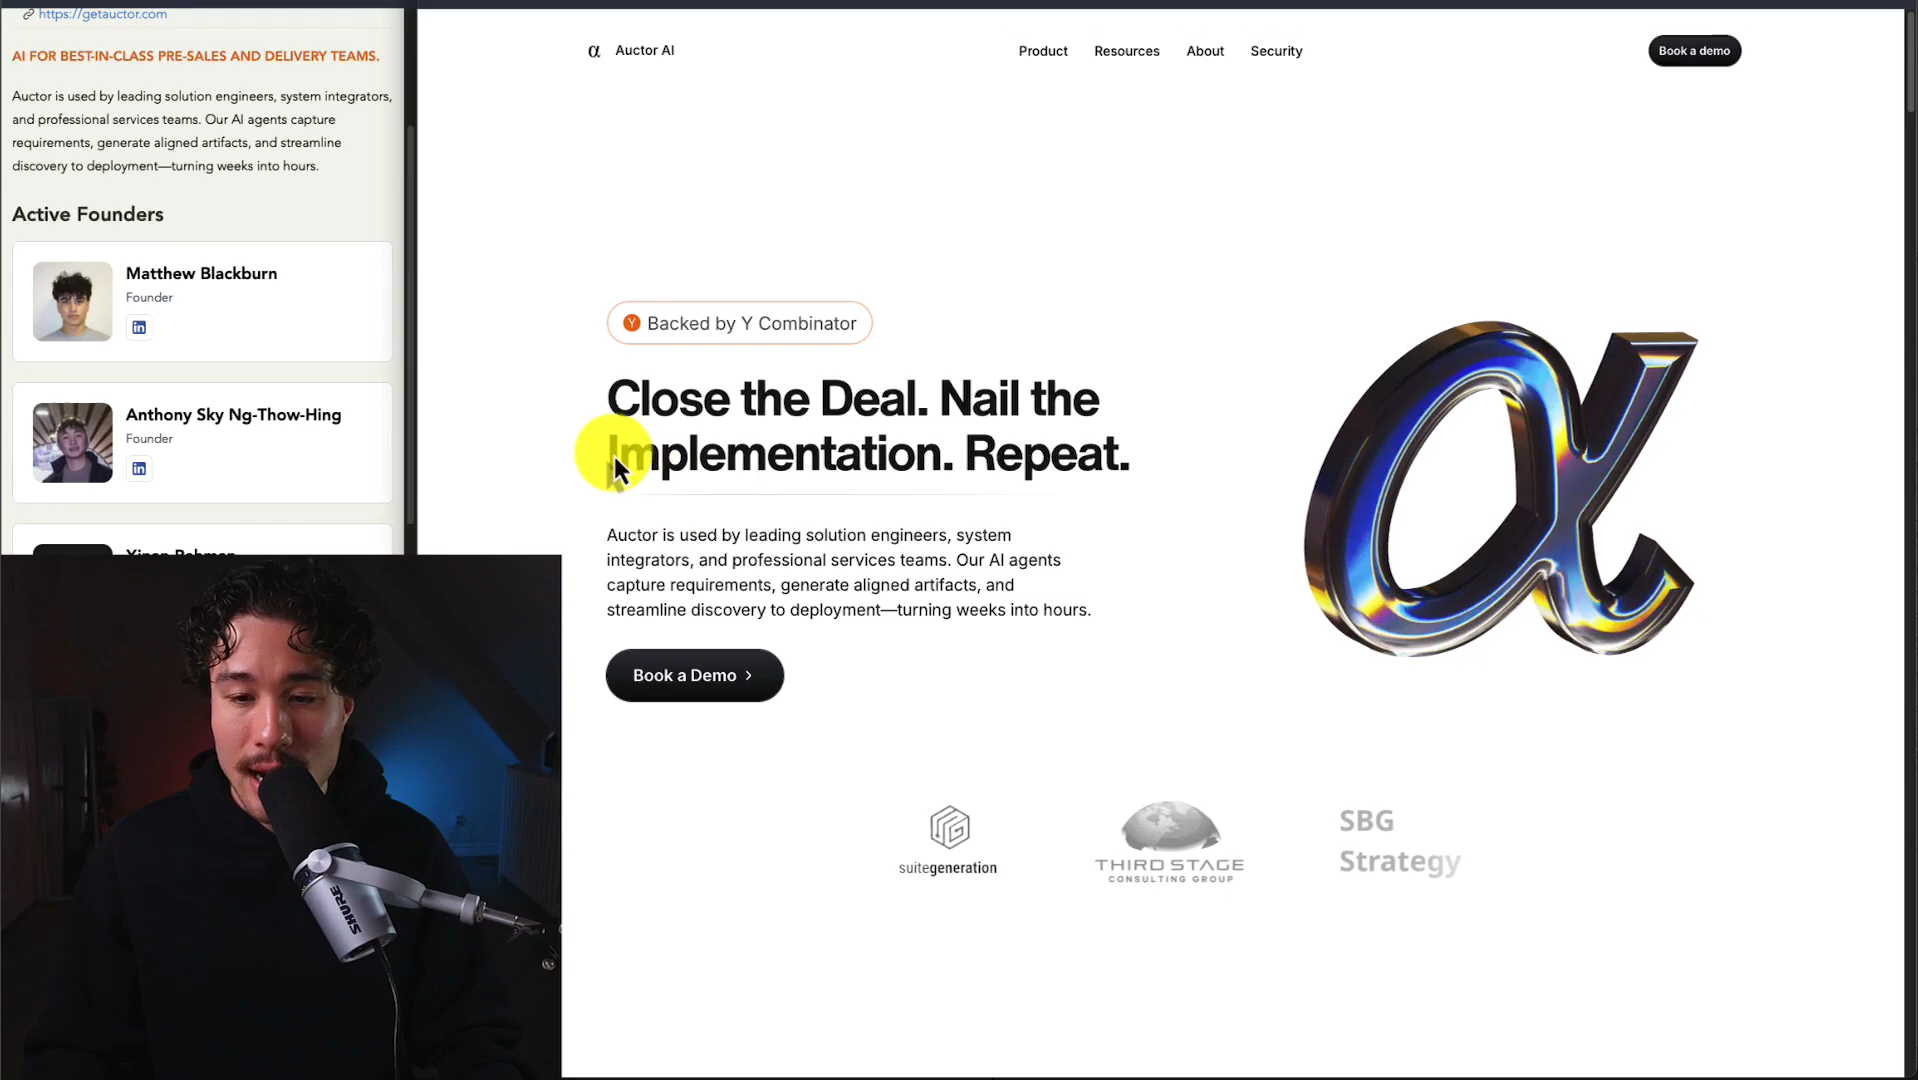 https://getauctor.com
AI FOR BEST-IN-CLASS PRE-SALES AND DELIVERY TEAMS.
Auctor is used by leading solution engineers, system integrators,
and professional services teams. Our AI agents capture
requirements, generate aligned artifacts, and streamline
discovery to deployment—turning weeks into hours.
Active Founders
Matthew Blackburn
Founder
in
Anthony Sky Ng-Thow-Hing
Founder
in
α Auctor AI
Product
Resources
About
Security
Book a demo
Y Backed by Y Combinator
Close the Deal. Nail the
Implementation. Repeat.
Auctor is used by leading solution engineers, system
integrators, and professional services teams. Our AI agents
capture requirements, generate aligned artifacts, and
streamline discovery to deployment—turning weeks into hours.
Book a Demo
α
suitegeneration
THIRD STAGE
CONSULTING GROUP
SBG
Strategy
SHURE